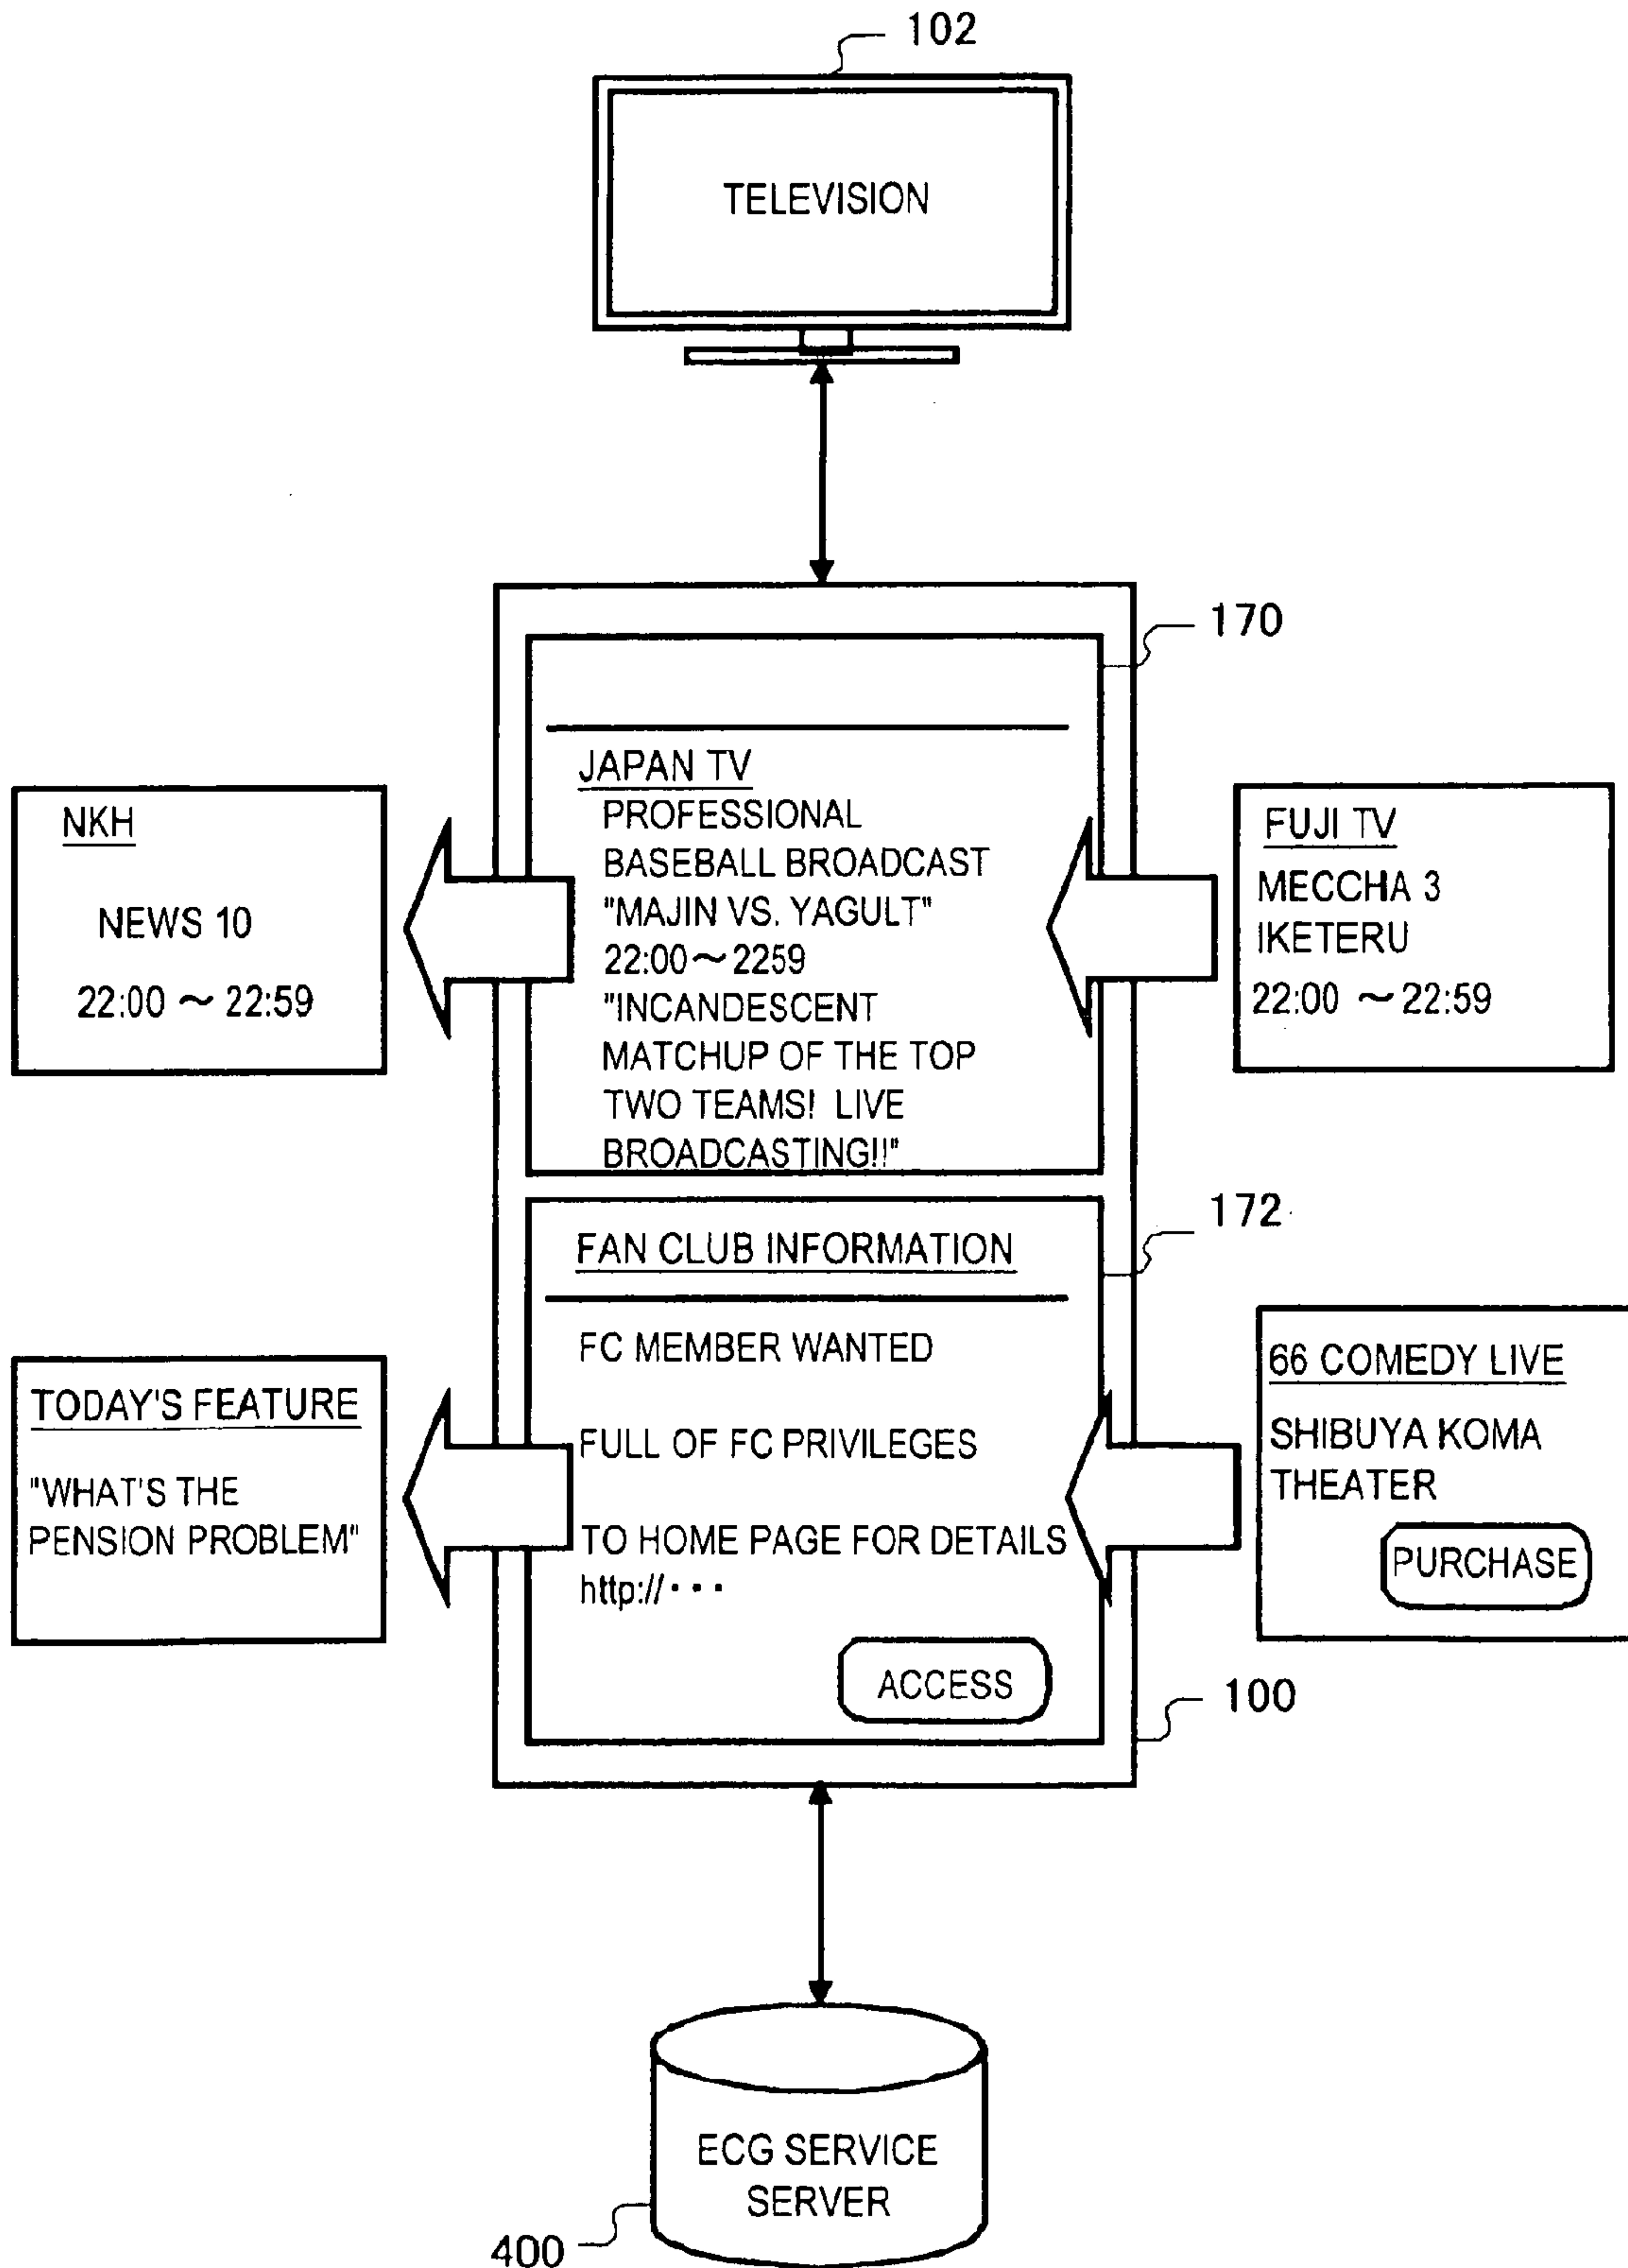 102
TELEVISION
170
JAPAN TV
PROFESSIONAL
BASEBALL BROADCAST
"MAJIN VS. YAGULT"
22:00～2259
"INCANDESCENT
MATCHUP OF THE TOP
TWO TEAMS! LIVE
BROADCASTING!!"
NKH
NEWS 10
22:00 ～ 22:59
FUJI TV
MECCHA 3
IKETERU
22:00 ～22:59
172
FAN CLUB INFORMATION
FC MEMBER WANTED
FULL OF FC PRIVILEGES
TO HOME PAGE FOR DETAILS
http://・・・
ACCESS
TODAY'S FEATURE
"WHAT'S THE
PENSION PROBLEM"
66 COMEDY LIVE
SHIBUYA KOMA
THEATER
PURCHASE
100
ECG SERVICE
SERVER
400